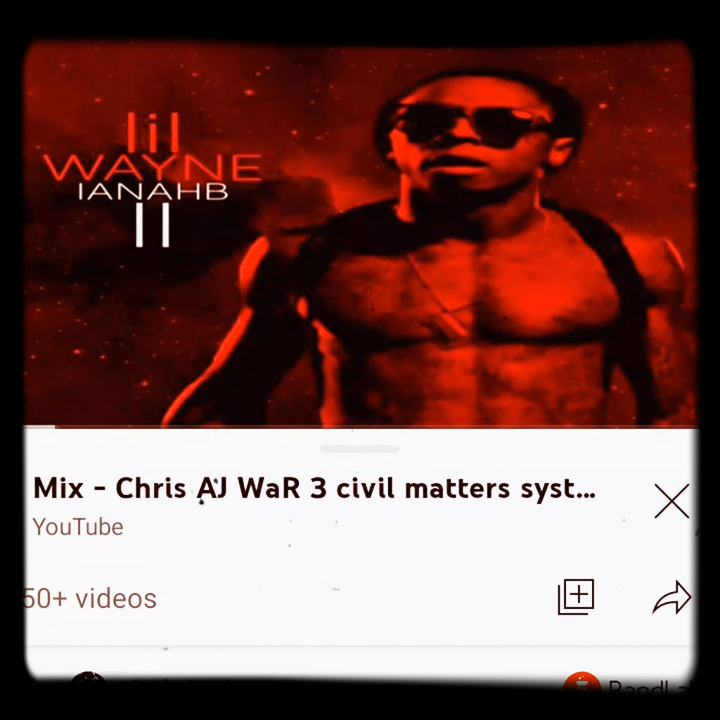 lil
WAYNE
IANAHB
II
Mix - Chris AJ WaR 3 civil matters syst...
YouTube
50+ videos